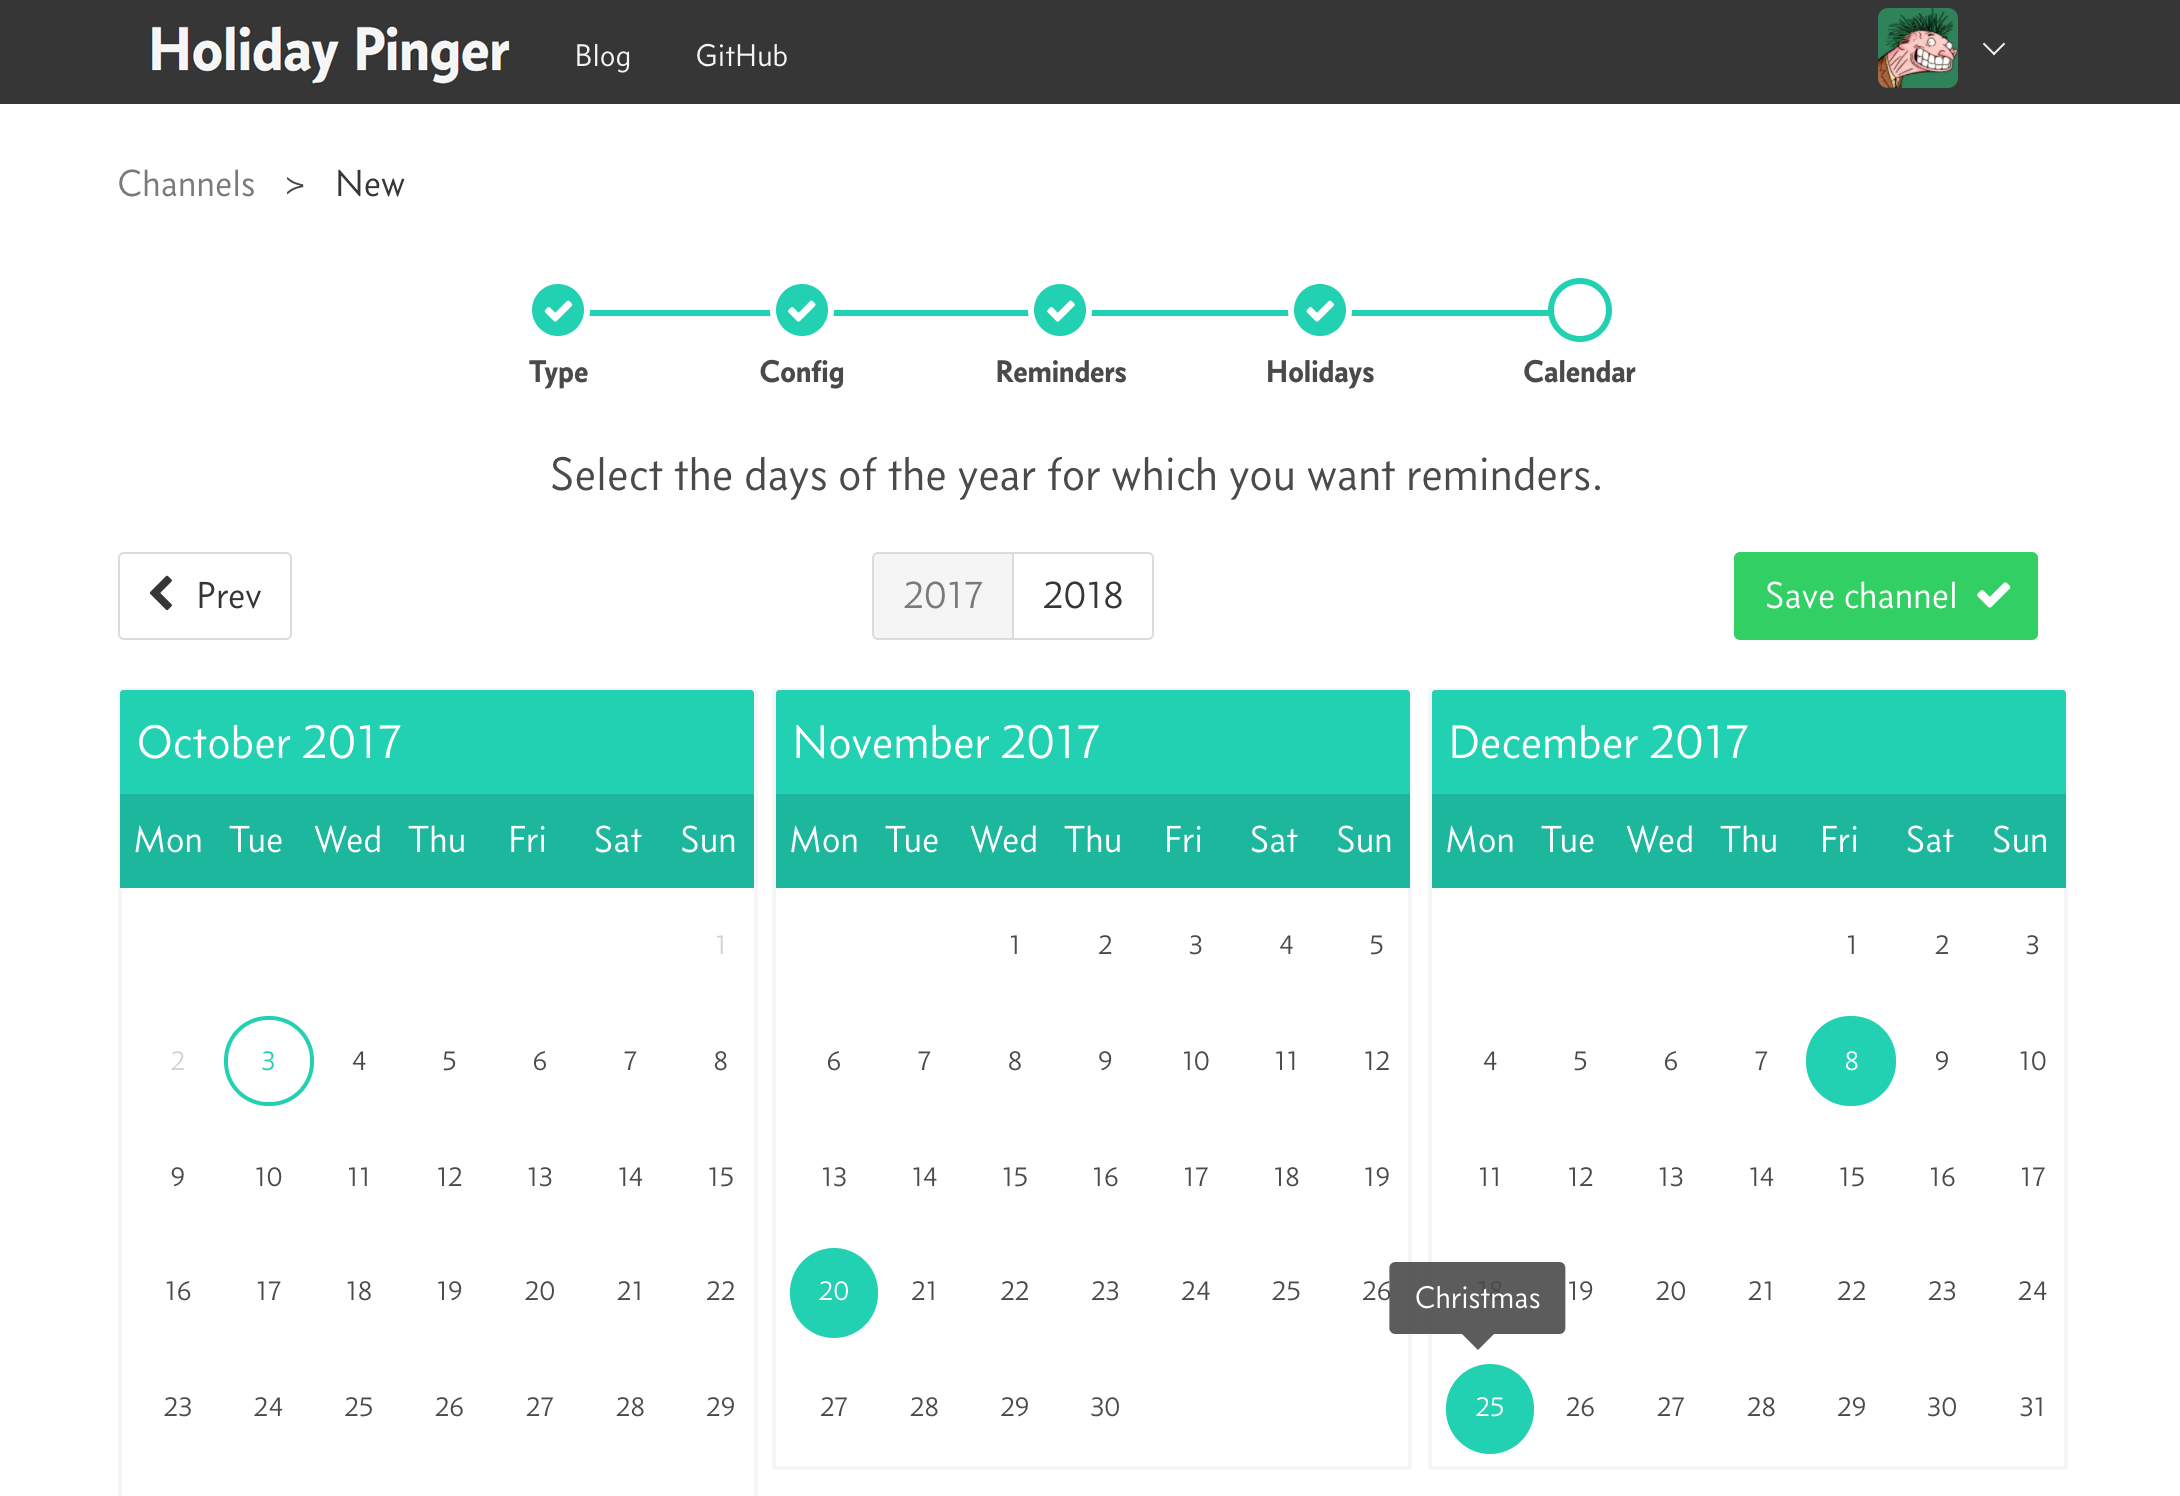 Holiday Pinger Blog GitHub
Channels > New
Type Config Reminders Holidays Calendar
Select the days of the year for which you want reminders.
Prev 2017 2018 Save channel
October 2017
Mon Tue Wed Thu Fri Sat Sun
1
2 3 4 5 6 7 8
9 10 11 12 13 14 15
16 17 18 19 20 21 22
23 24 25 26 27 28 29
November 2017
Mon Tue Wed Thu Fri Sat Sun
1 2 3 4 5
6 7 8 9 10 11 12
13 14 15 16 17 18 19
20 21 22 23 24 25 26
27 28 29 30
December 2017
Mon Tue Wed Thu Fri Sat Sun
1 2 3
4 5 6 7 8 9 10
11 12 13 14 15 16 17
Christmas
18 19 20 21 22 23 24
25 26 27 28 29 30 31